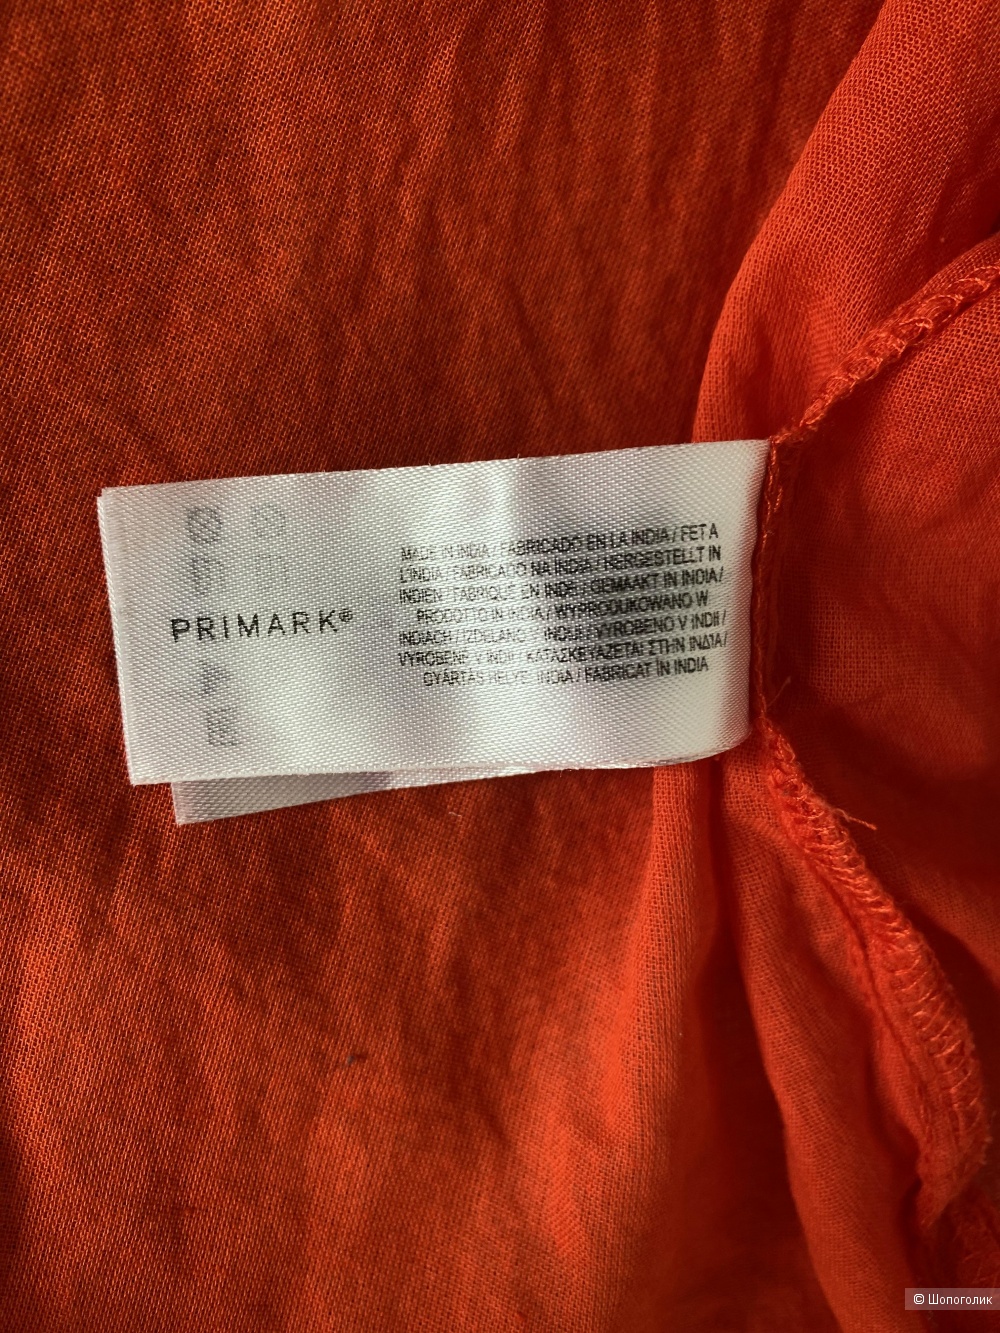 PRIMARK®
MADE IN INDIA / FABRICADO EN LA INDIA / FET A
L'INDIA / FABRICADO NA INDIA / HERGESTELLT IN
INDIEN / FABRIQUÉ EN INDE / GEMAAKT IN INDIA /
PRODOTTO IN INDIA / WYPRODUKOWANO W
INDIACH / IZDELANO V INDIJI / VYROBENO V INDII /
VYROBENÉ V INDII / ΚΑΤΑΣΚΕΥΑΖΕΤΑΙ ΣΤΗΝ ΙΝΔΙΑ /
GYÁRTÁS HELYE: INDIA / FABRICAT ÎN INDIA
© Шопоголик